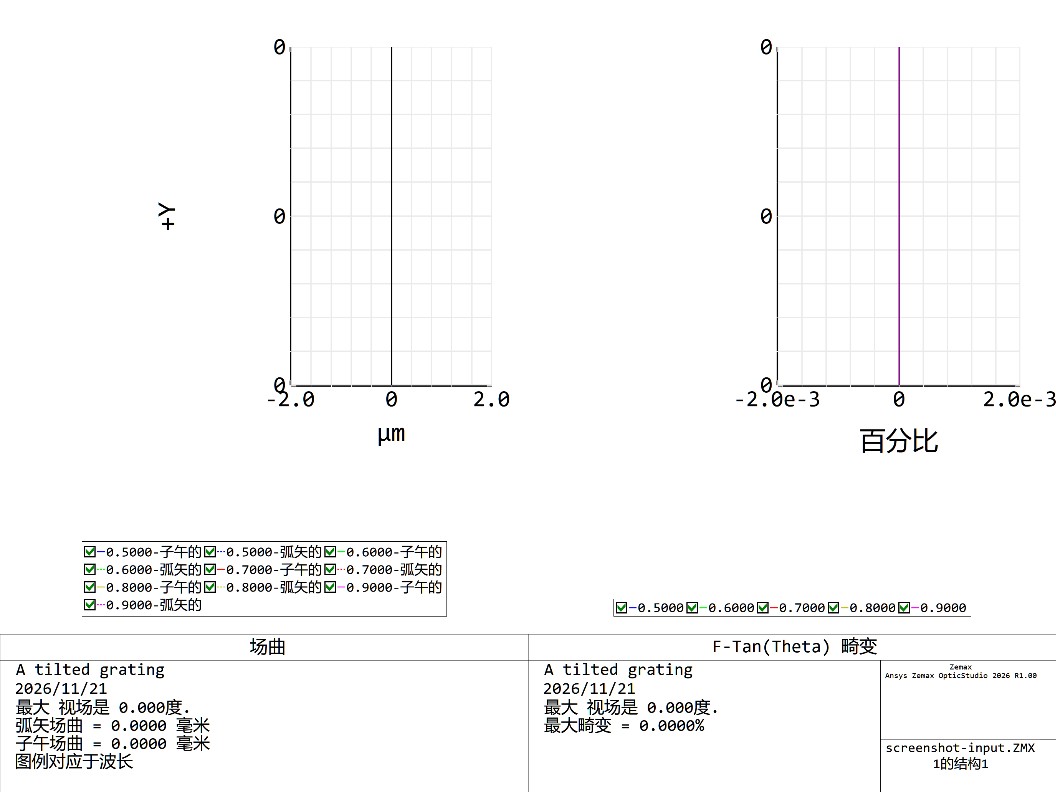 0
0
0
+Y
-2.0 0 2.0
μm
0
0
0
-2.0e-3 0 2.0e-3
百分比
0.5000-子午的 0.5000-弧矢的 0.6000-子午的
0.6000-弧矢的 0.7000-子午的 0.7000-弧矢的
0.8000-子午的 0.8000-弧矢的 0.9000-子午的
0.9000-弧矢的
0.5000 0.6000 0.7000 0.8000 0.9000
场曲
A tilted grating
2026/11/21
最大 视场是 0.000度.
弧矢场曲 = 0.0000 毫米
子午场曲 = 0.0000 毫米
图例对应于波长
F-Tan(Theta) 畸变
A tilted grating
2026/11/21
最大 视场是 0.000度.
最大畸变 = 0.0000%
Zemax
Ansys Zemax OpticStudio 2026 R1.00
screenshot-input.ZMX
1的结构1